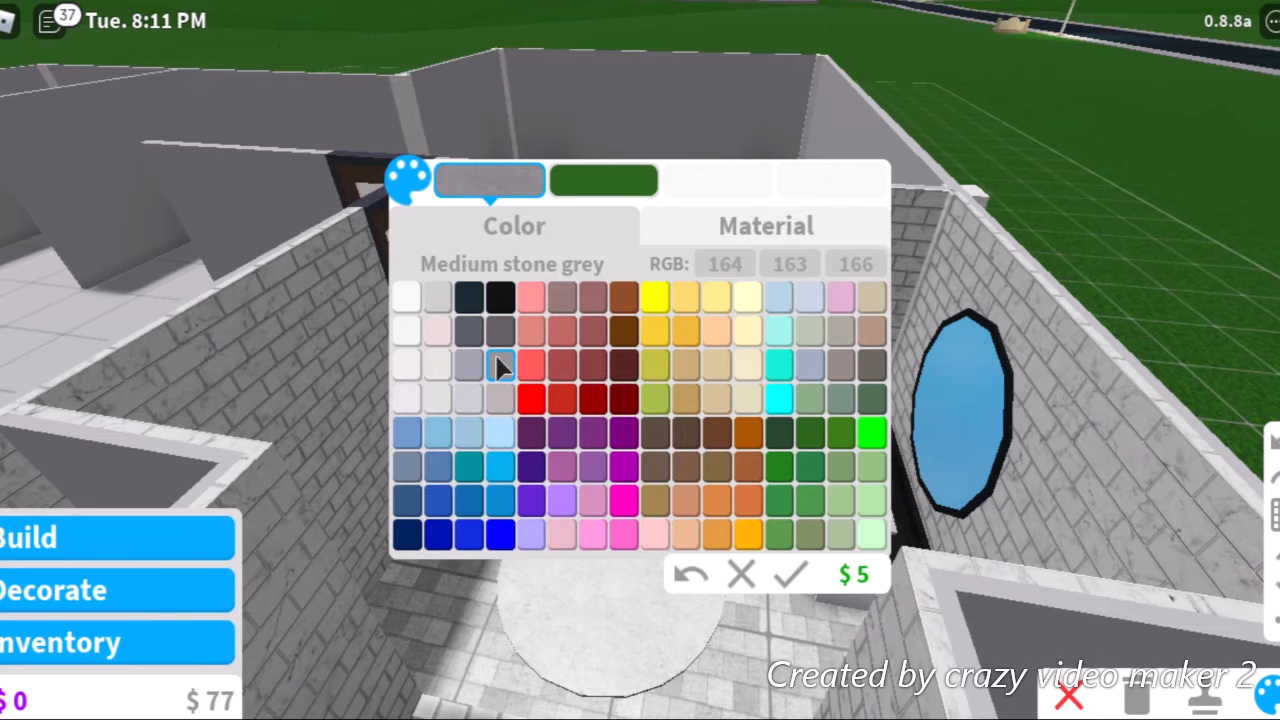 37
Tue. 8:11 PM
0.8.8a
Color
Material
Medium stone grey
RGB: 164 163 166
$ 5
Build
Decorate
nventory
$ 0
$ 77
Created by crazy video maker 2